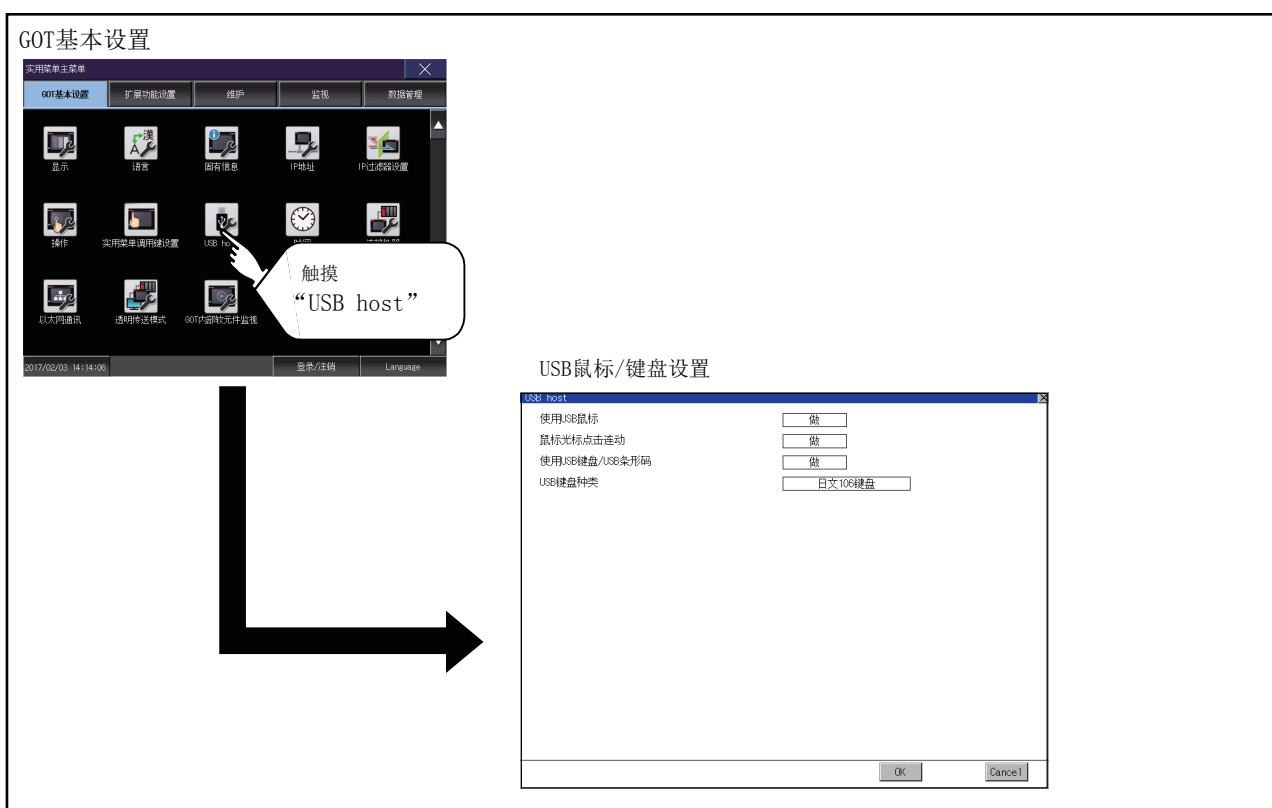 GOT基本设置
实用菜单主菜单
GOT基本设置 扩展功能设置 维护 监视 数据管理
显示 语言 固有信息 IP地址 IP过滤器设置
操作 实用菜单调用键设置 USB ho
触摸
“USB host”
以太网通讯 透明传送模式 GOT内部软元件监视
2017/02/03 14:14:06 登录/注销 Language
USB鼠标/键盘设置
USB host
使用USB鼠标 做
鼠标光标点击连动 做
使用USB键盘/USB条形码 做
USB键盘种类 日文106键盘
OK Cancel